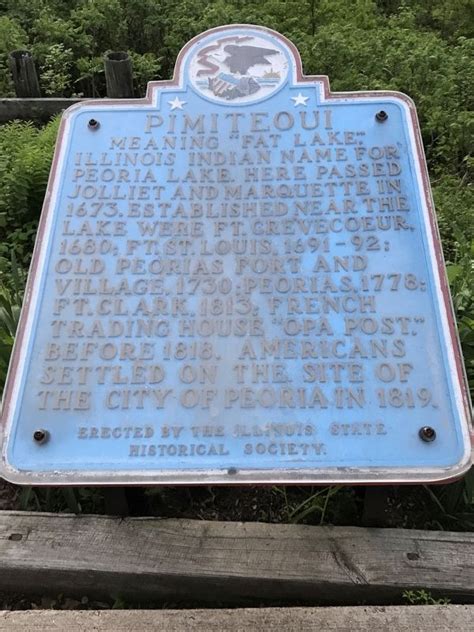 PIMITEOUI
MEANING "FAT LAKE,"
ILLINOIS INDIAN NAME FOR
PEORIA LAKE. HERE PASSED
JOLLIET AND MARQUETTE IN
1673. ESTABLISHED NEAR THE
LAKE WERE FT. CREVECOEUR,
1680; FT. ST. LOUIS, 1691-92;
OLD PEORIAS FORT AND
VILLAGE, 1730; PEORIAS, 1778;
FT. CLARK, 1813; FRENCH
TRADING HOUSE, "OPA POST,"
BEFORE 1818. AMERICANS
SETTLED ON THE SITE OF
THE CITY OF PEORIA IN 1819.
ERECTED BY THE ILLINOIS STATE
HISTORICAL SOCIETY.